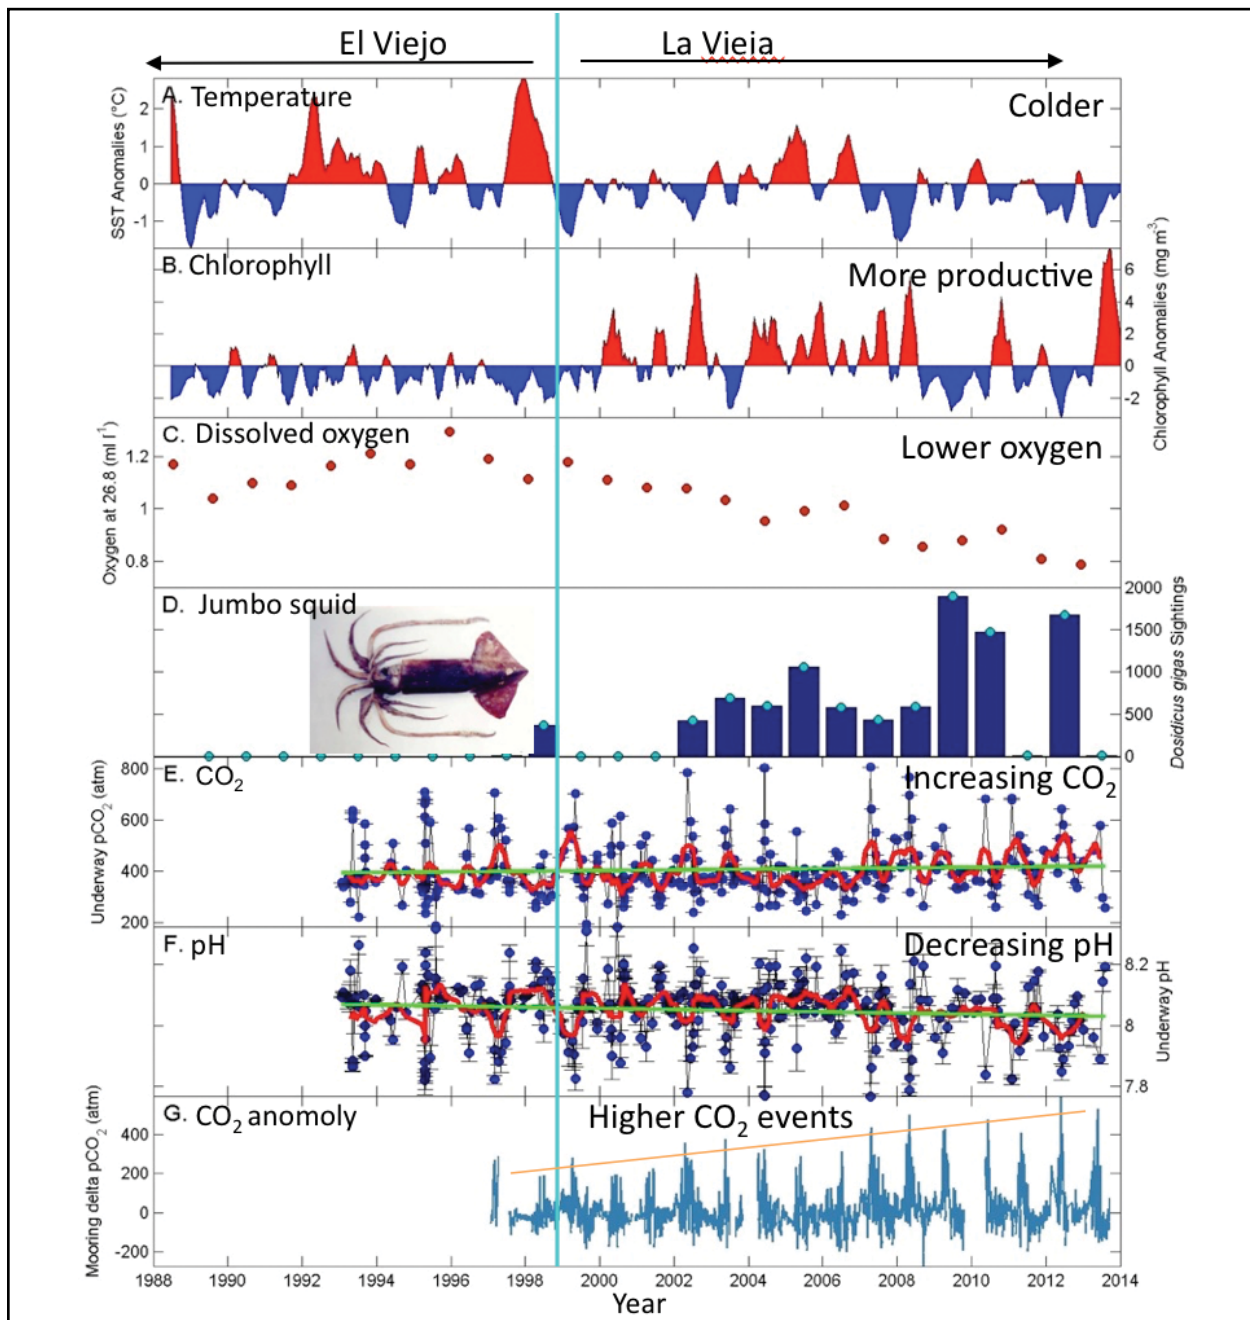 El Viejo
La Vieja
A. Temperature
Colder
SST Anomalies (°C)
2
1
0
-1
B. Chlorophyll
More productive
Chlorophyll Anomalies (mg m-3)
6
4
2
0
-2
C. Dissolved oxygen
Lower oxygen
Oxygen at 26.8 (ml l-1)
1.2
1
0.8
D. Jumbo squid
Dosidicus gigas Sightings
2000
1500
1000
500
0
E. CO2
Increasing CO2
Underway pCO2 (atm)
800
600
400
200
F. pH
Decreasing pH
Underway pH
8.2
8
7.8
G. CO2 anomoly
Higher CO2 events
Mooring delta pCO2 (atm)
400
200
0
-200
1988 1990 1992 1994 1996 1998 2000 2002 2004 2006 2008 2010 2012 2014
Year